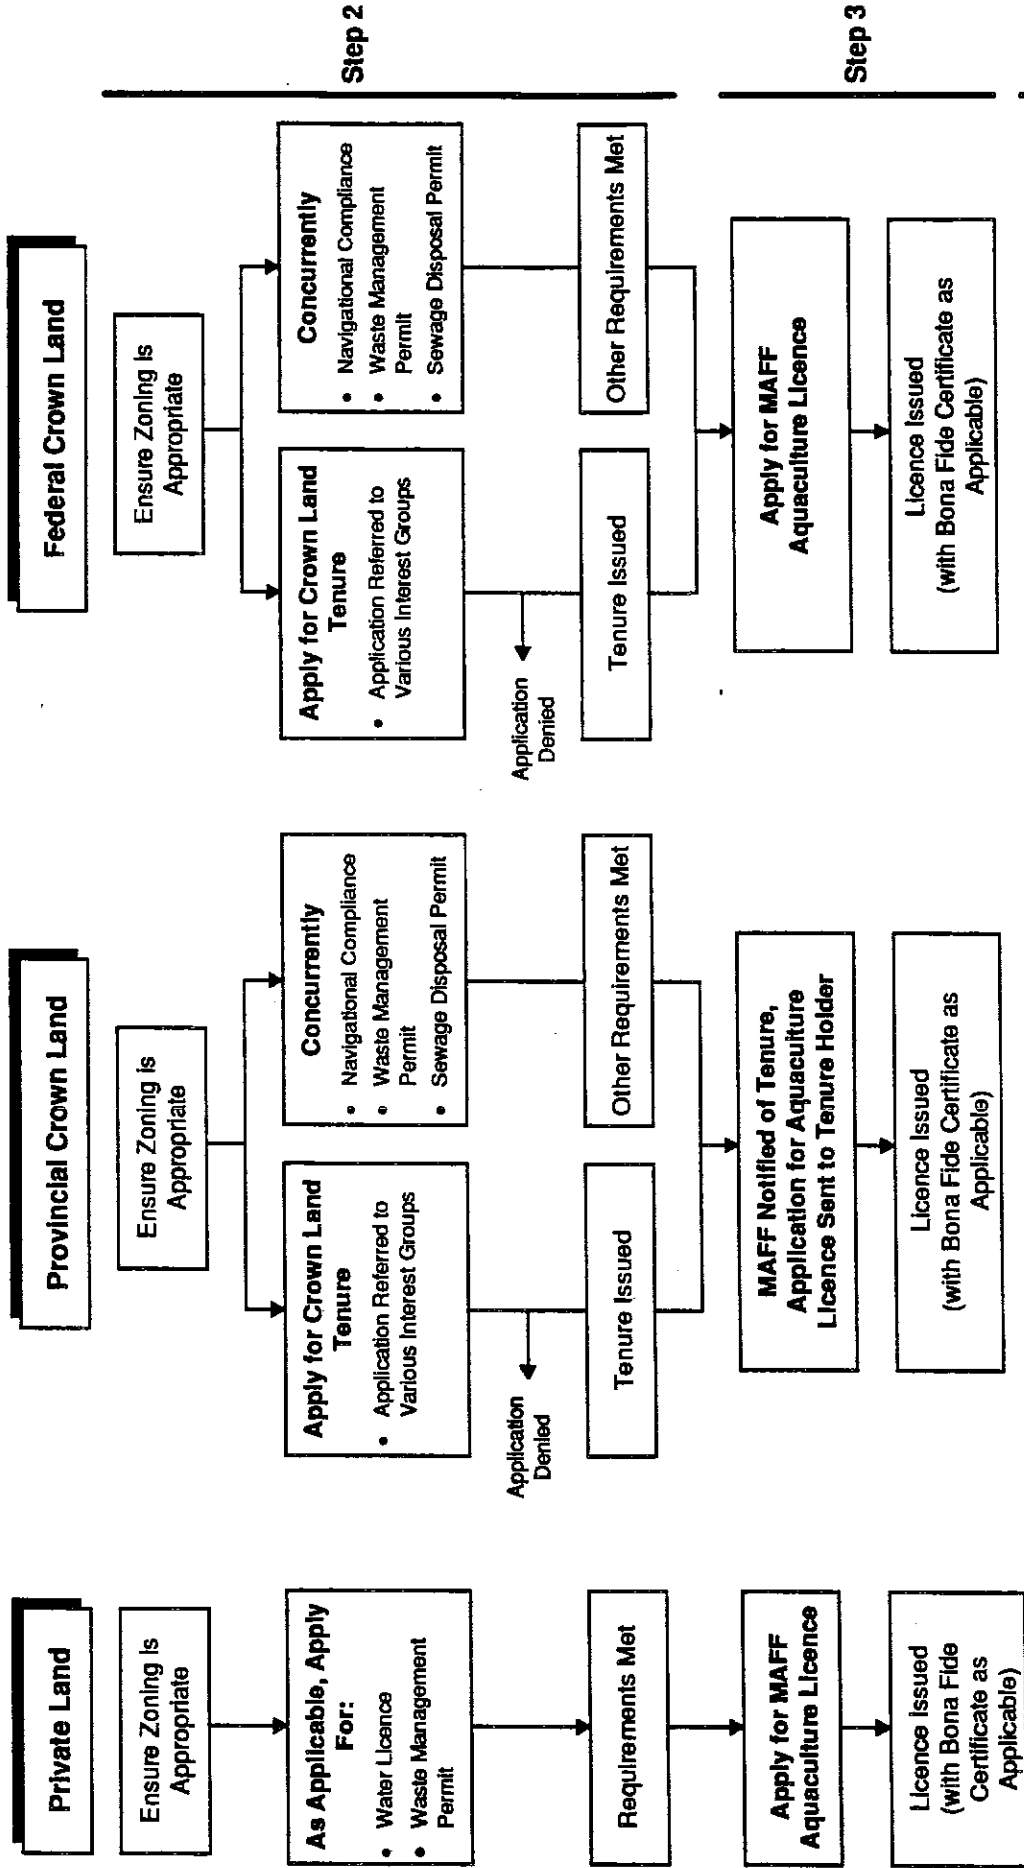 Private Land
Ensure Zoning Is
Appropriate
As Applicable, Apply
For:
• Water Licence
• Waste Management
Permit
Requirements Met
Apply for MAFF
Aquaculture Licence
Licence Issued
(with Bona Fide
Certificate as
Applicable)
Provincial Crown Land
Ensure Zoning Is
Appropriate
Apply for Crown Land
Tenure
• Application Referred to
Various Interest Groups
Concurrently
• Navigational Compliance
• Waste Management
Permit
• Sewage Disposal Permit
Application
Denied
Tenure Issued
Other Requirements Met
MAFF Notified of Tenure,
Application for Aquaculture
Licence Sent to Tenure Holder
Licence Issued
(with Bona Fide Certificate as
Applicable)
Federal Crown Land
Ensure Zoning Is
Appropriate
Apply for Crown Land
Tenure
• Application Referred to
Various Interest Groups
Concurrently
• Navigational Compliance
• Waste Management
Permit
• Sewage Disposal Permit
Application
Denied
Tenure Issued
Other Requirements Met
Apply for MAFF
Aquaculture Licence
Licence Issued
(with Bona Fide Certificate as
Applicable)
Step 2
Step 3